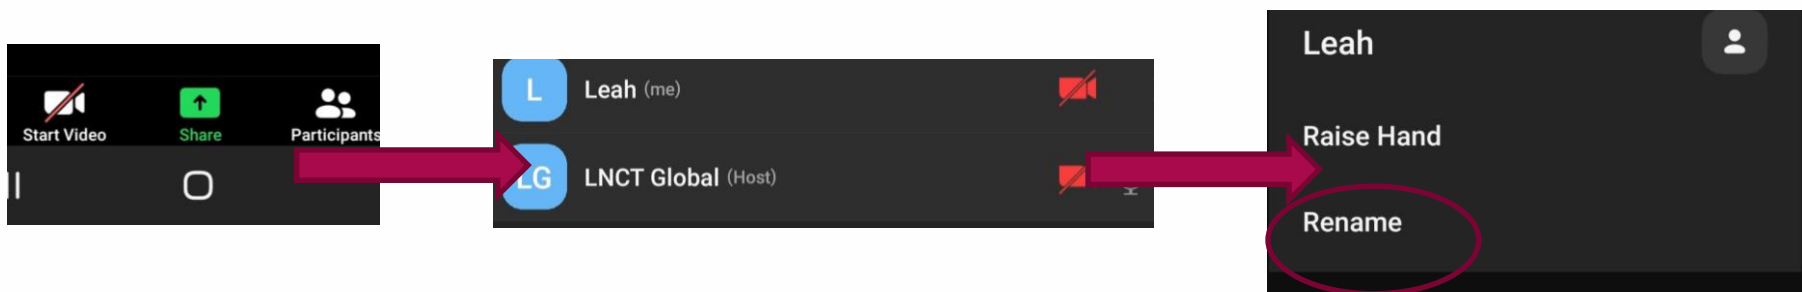 Start Video
Share
Participants
L
Leah (me)
LG
LNCT Global (Host)
Leah
Raise Hand
Rename